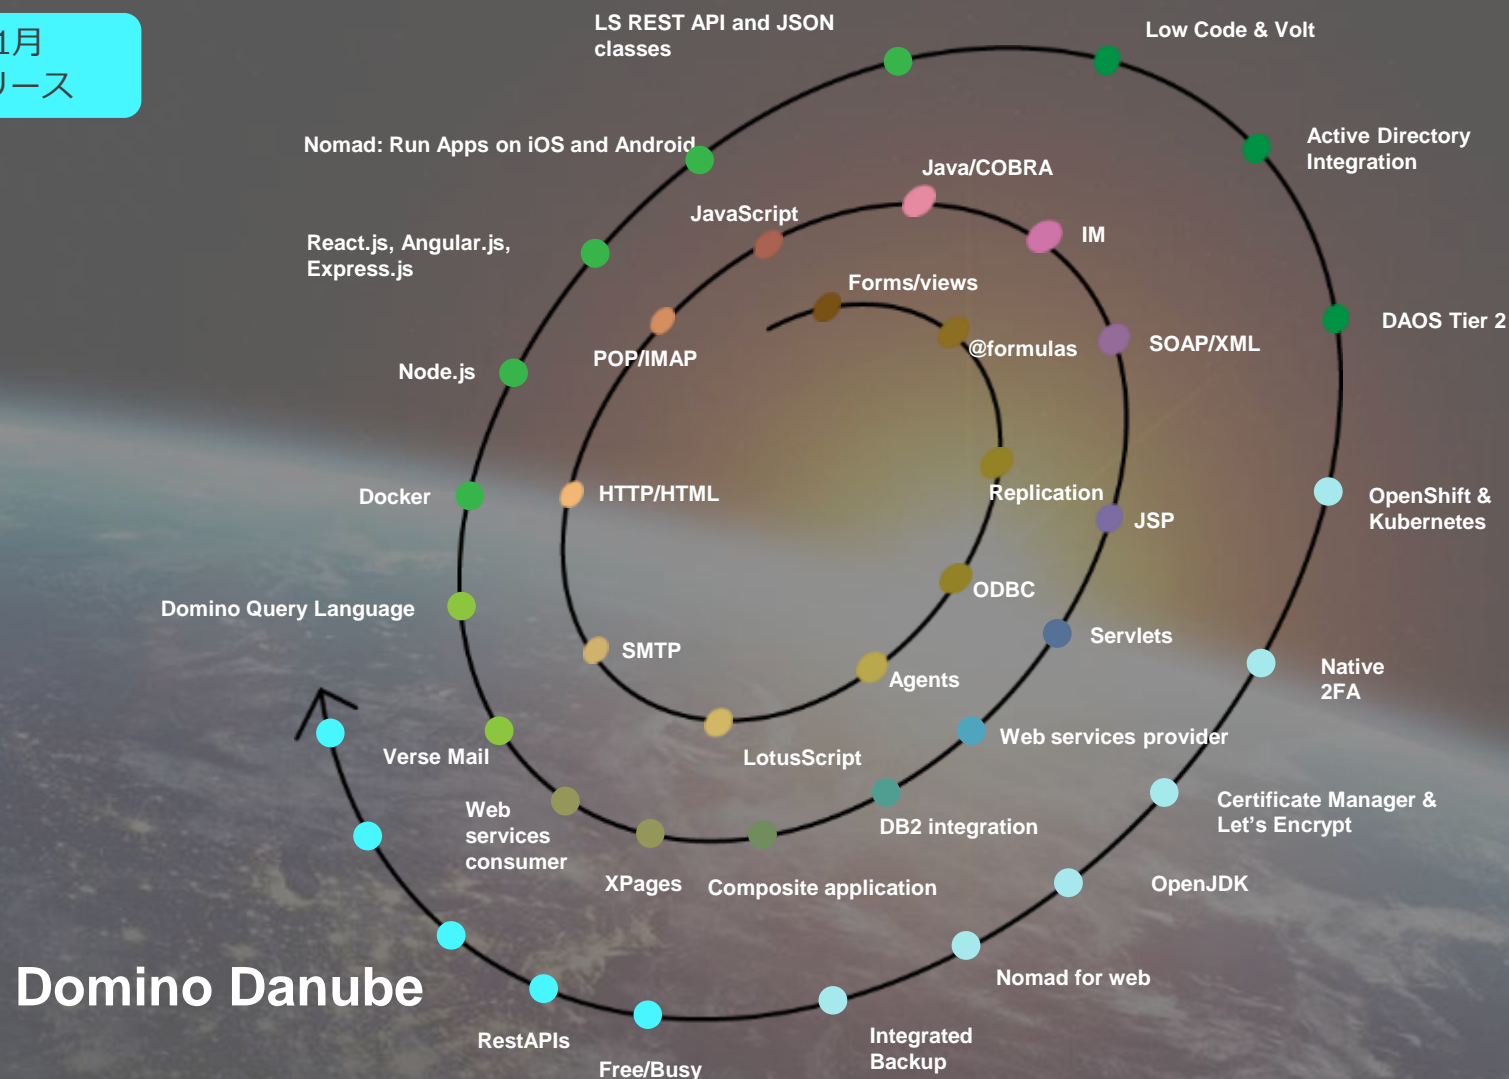 1月
リース
LS REST API and JSON
classes
Low Code & Volt
Nomad: Run Apps on iOS and Android
Active Directory
Integration
Java/COBRA
JavaScript
IM
React.js, Angular.js,
Express.js
Forms/views
DAOS Tier 2
@formulas
SOAP/XML
POP/IMAP
Node.js
Docker
HTTP/HTML
Replication
JSP
OpenShift &
Kubernetes
ODBC
Domino Query Language
Servlets
SMTP
Agents
Native
2FA
Web services provider
Verse Mail
LotusScript
Web
services
consumer
DB2 integration
Certificate Manager &
Let’s Encrypt
XPages
Composite application
OpenJDK
Domino Danube
Nomad for web
RestAPIs
Integrated
Backup
Free/Busy